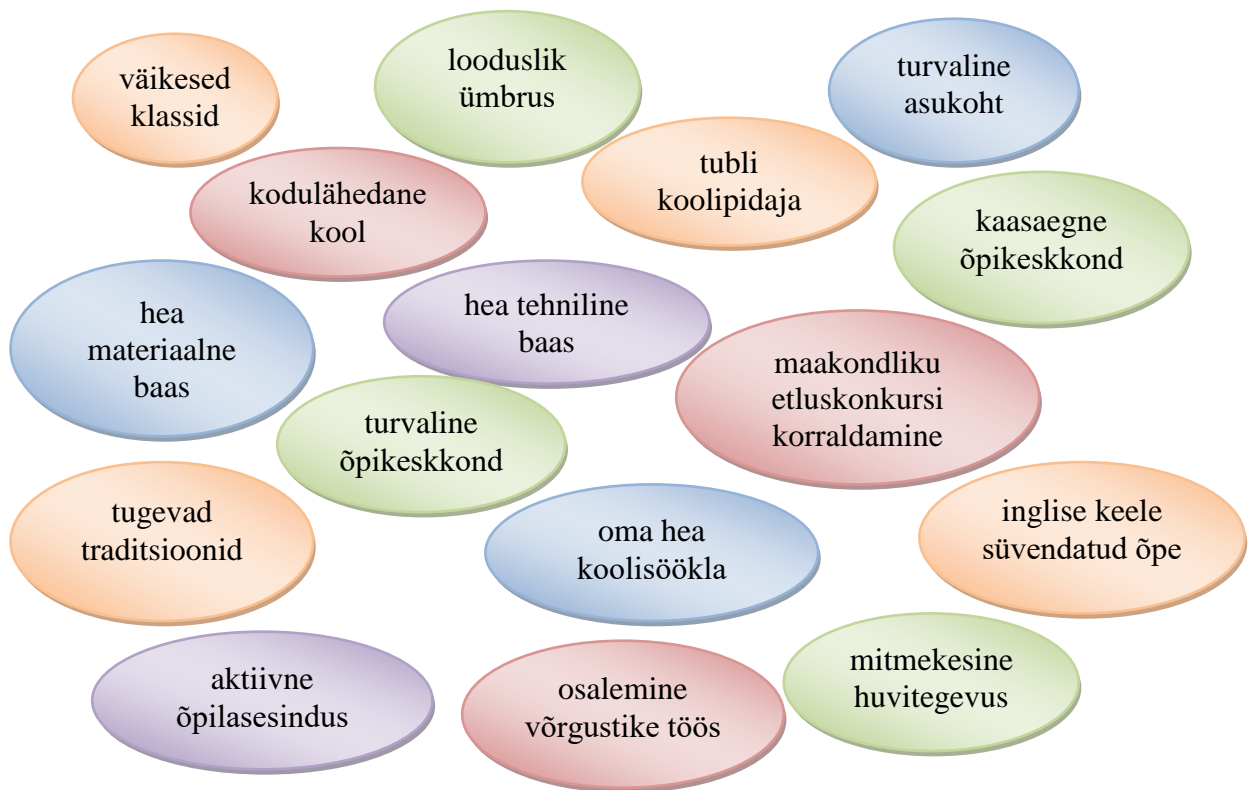 väikesed
klassid
looduslik
ümbrus
turvaline
asukoht
kodulähedane
kool
tubli
koolipidaja
kaasaegne
õpikeskkond
hea
materiaalne
baas
hea tehniline
baas
maakondliku
etluskonkursi
korraldamine
turvaline
õpikeskkond
tugevad
traditsioonid
oma hea
koolisöökla
inglise keele
süvendatud õpe
aktiivne
õpilasesindus
osalemine
võrgustike töös
mitmekesine
huvitegevus